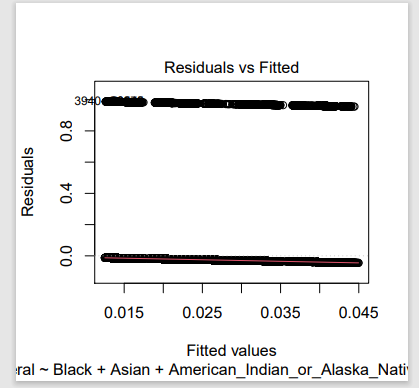 Residuals vs Fitted
3940
0.8
0.4
0.0
Residuals
0.015 0.025 0.035 0.045
Fitted values
eral ~ Black + Asian + American_Indian_or_Alaska_Nati